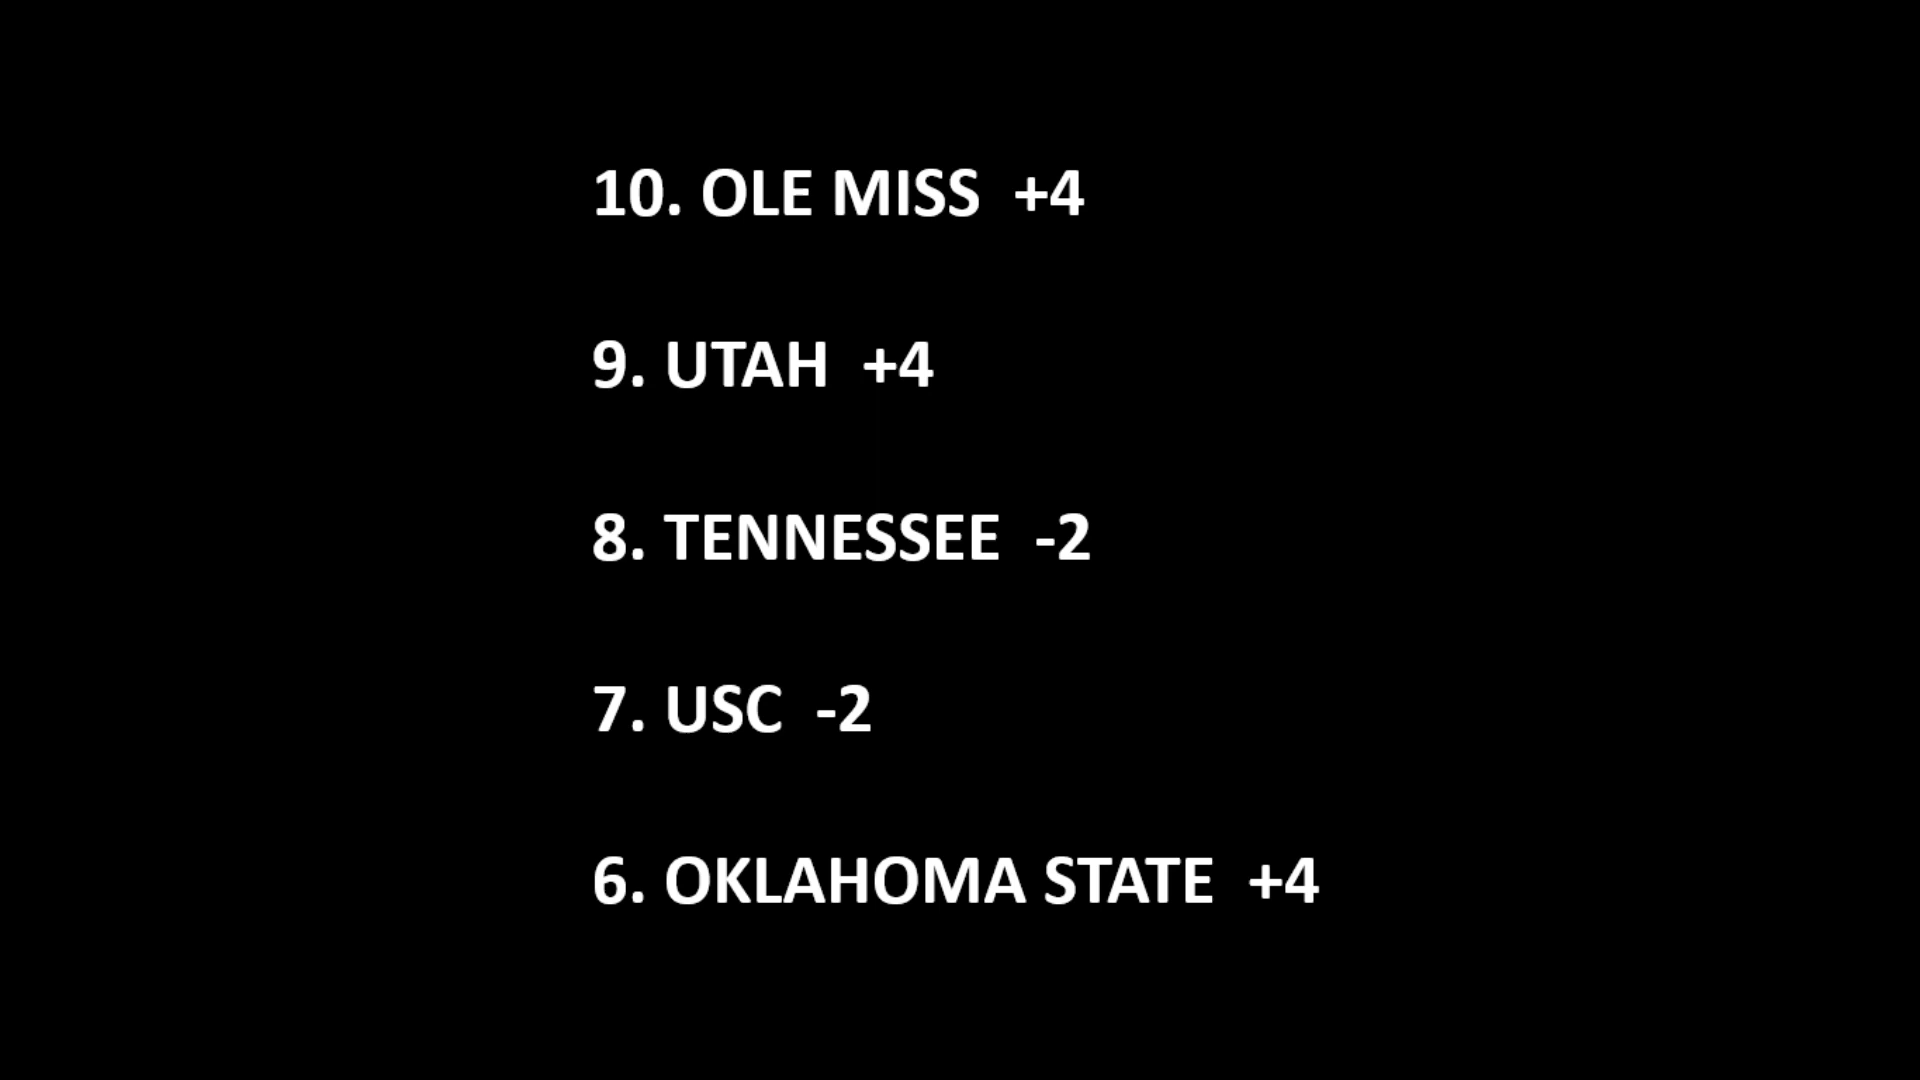 10. OLE MISS  +4
9. UTAH  +4
8. TENNESSEE  -2
7. USC  -2
6. OKLAHOMA STATE  +4